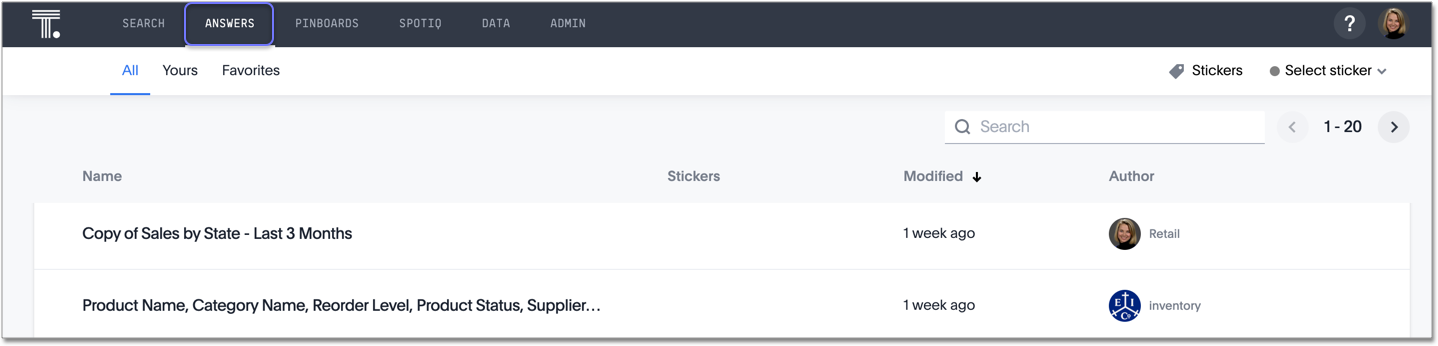 T. SEARCH ANSWERS PINBOARDS SPOTIQ DATA ADMIN ?
All Yours Favorites Stickers Select sticker
Search 1 - 20
Name Stickers Modified Author
Copy of Sales by State - Last 3 Months 1 week ago Retail
Product Name, Category Name, Reorder Level, Product Status, Supplier... 1 week ago E I Co inventory